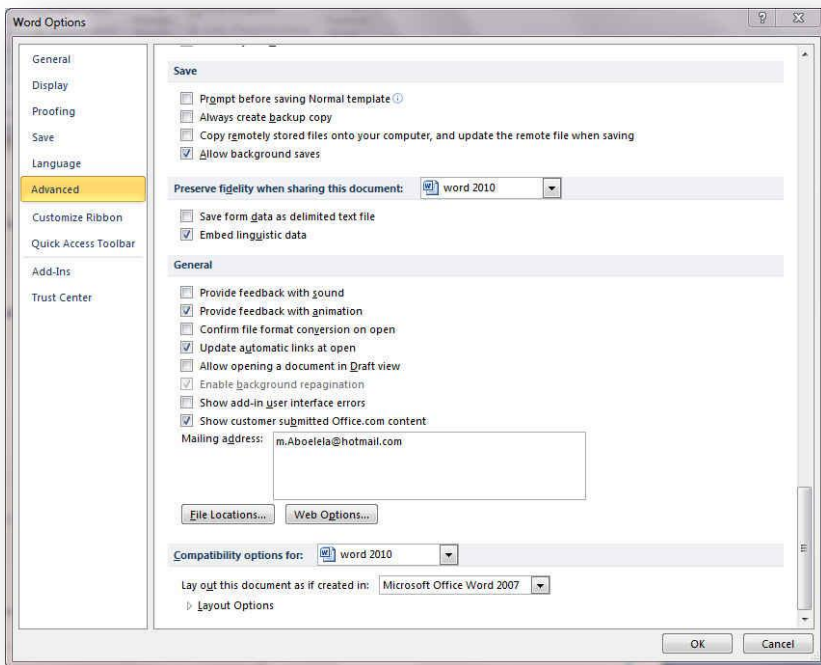 Word Options
General
Display
Proofing
Save
Language
Advanced
Customize Ribbon
Quick Access Toolbar
Add-Ins
Trust Center
Save
Prompt before saving Normal template
Always create backup copy
Copy remotely stored files onto your computer, and update the remote file when saving
Allow background saves
Preserve fidelity when sharing this document: word 2010
Save form data as delimited text file
Embed linguistic data
General
Provide feedback with sound
Provide feedback with animation
Confirm file format conversion on open
Update automatic links at open
Allow opening a document in Draft view
Enable background repagination
Show add-in user interface errors
Show customer submitted Office.com content
Mailing address: m.Aboelela@hotmail.com
File Locations... Web Options...
Compatibility options for: word 2010
Lay out this document as if created in: Microsoft Office Word 2007
Layout Options
OK Cancel